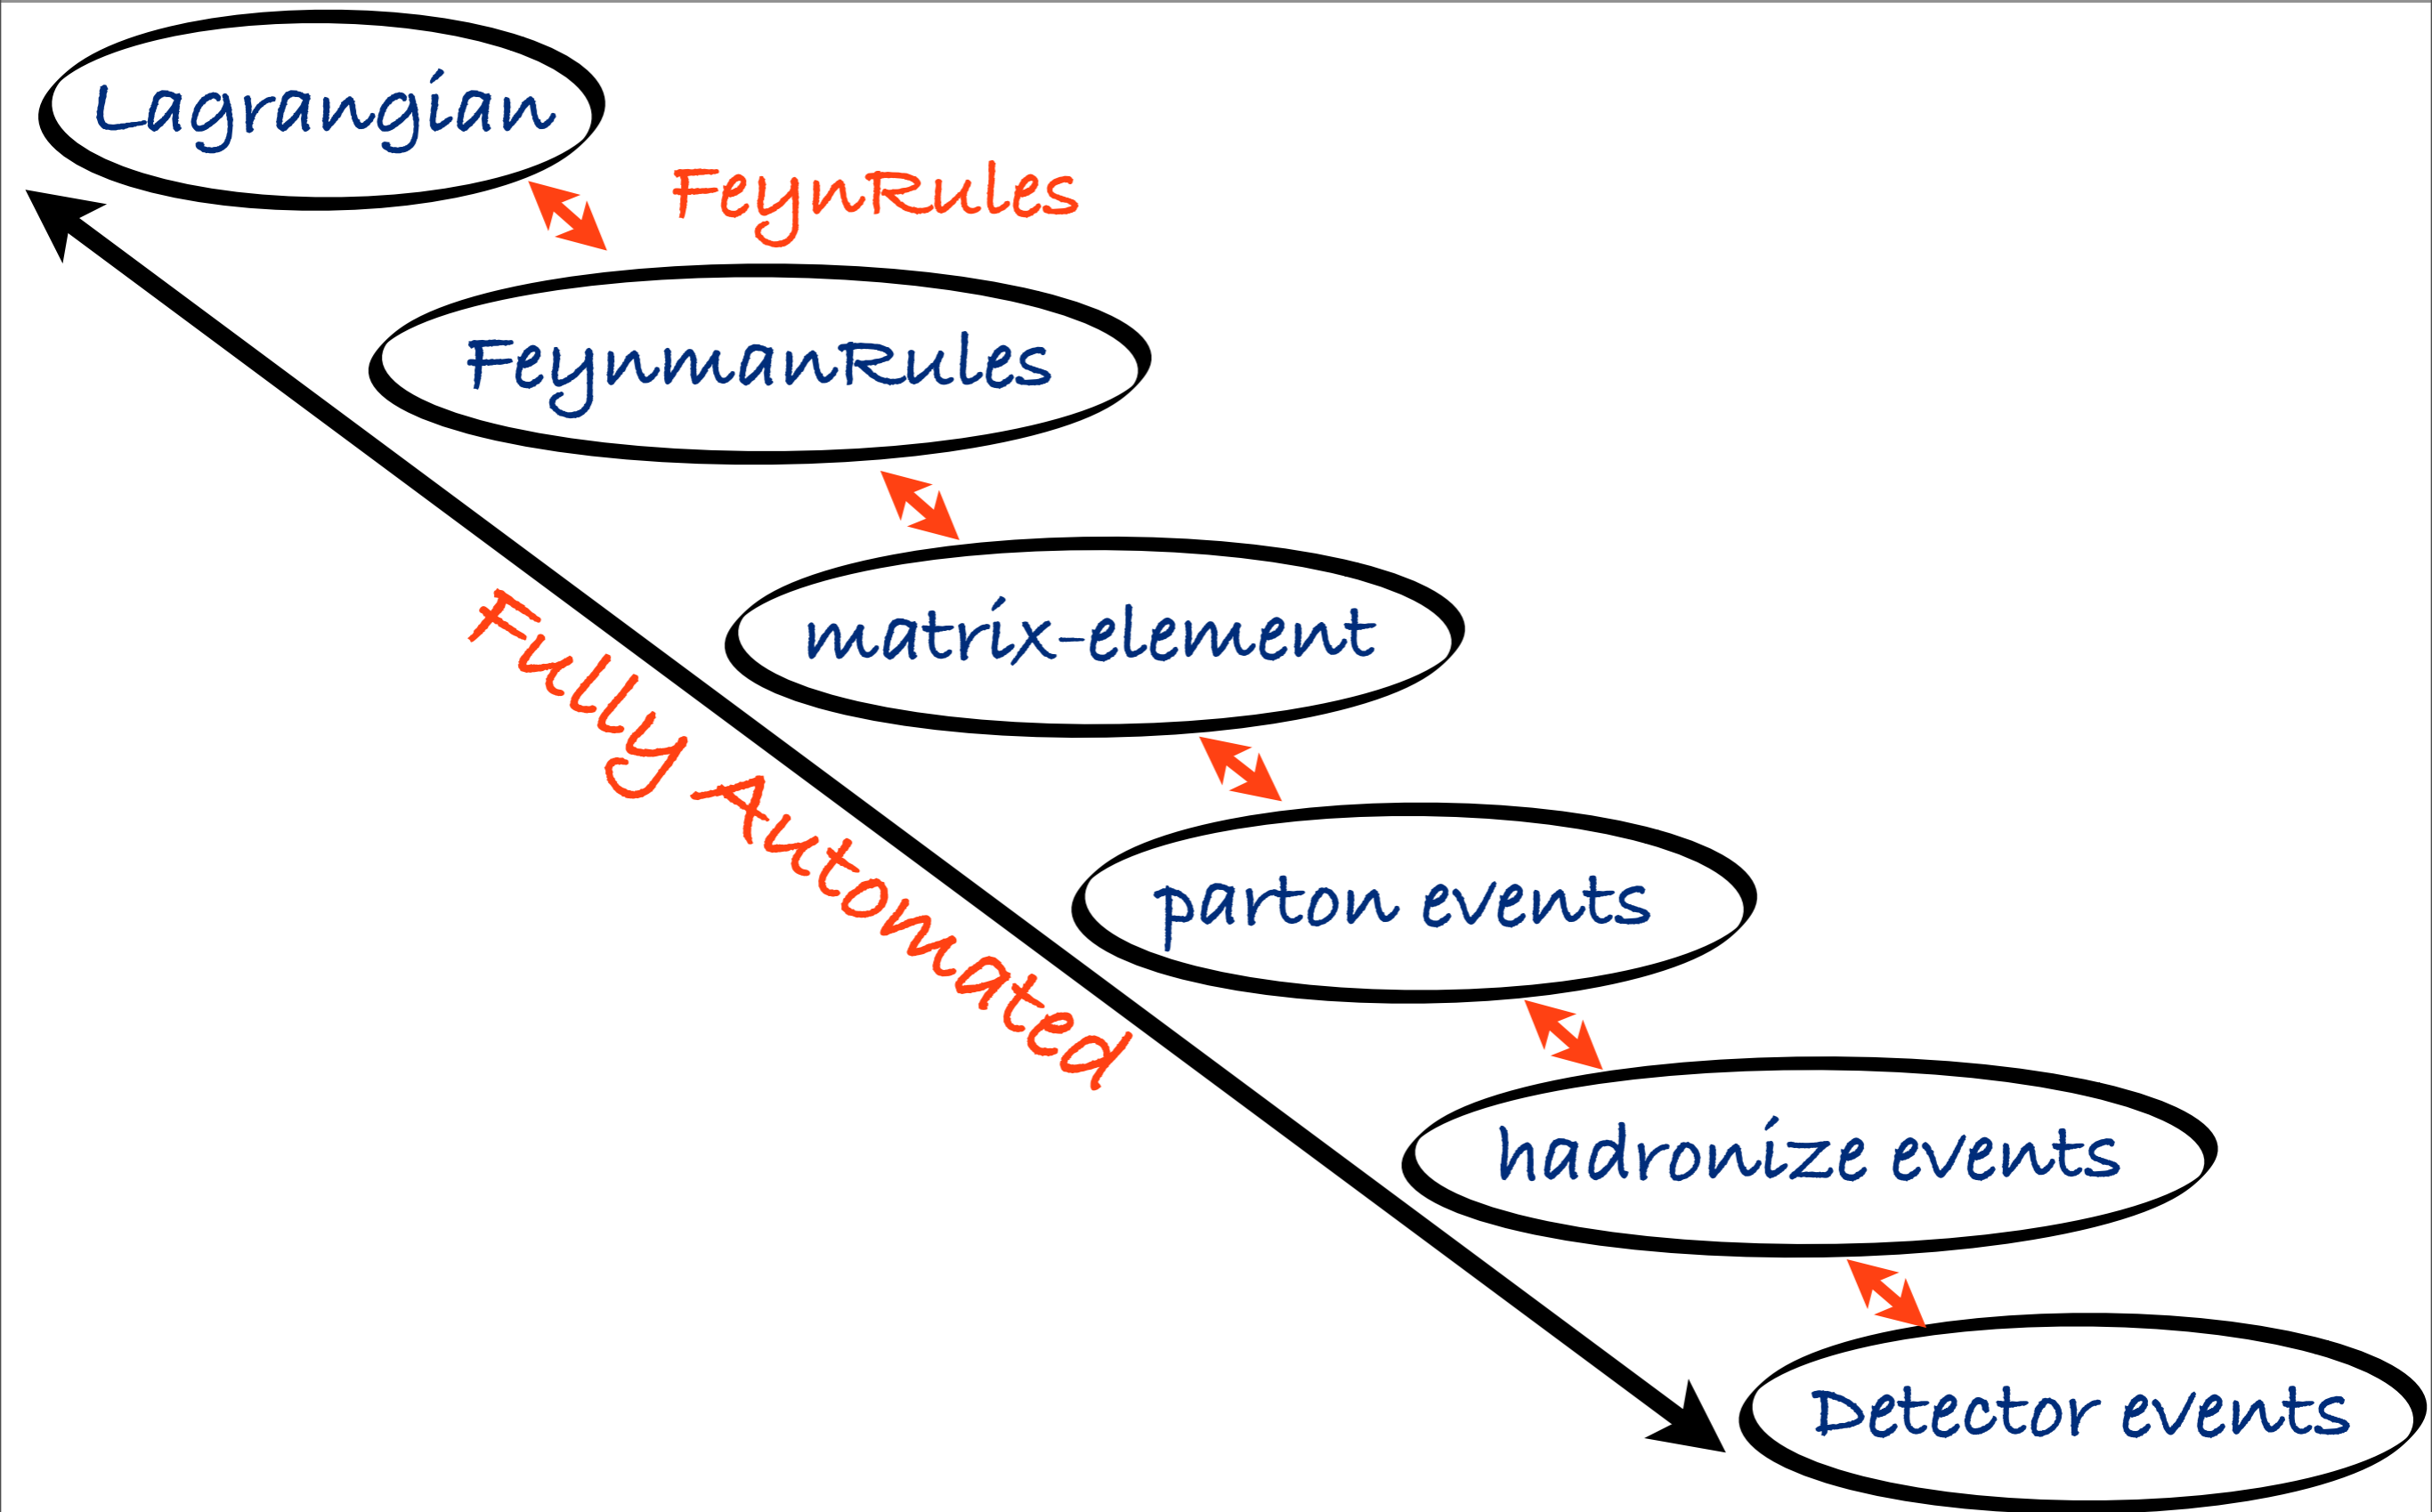 Lagrangian
FeynRules
FeynmanRules
matrix-element
Fully Automated
parton events
hadronize events
Detector events